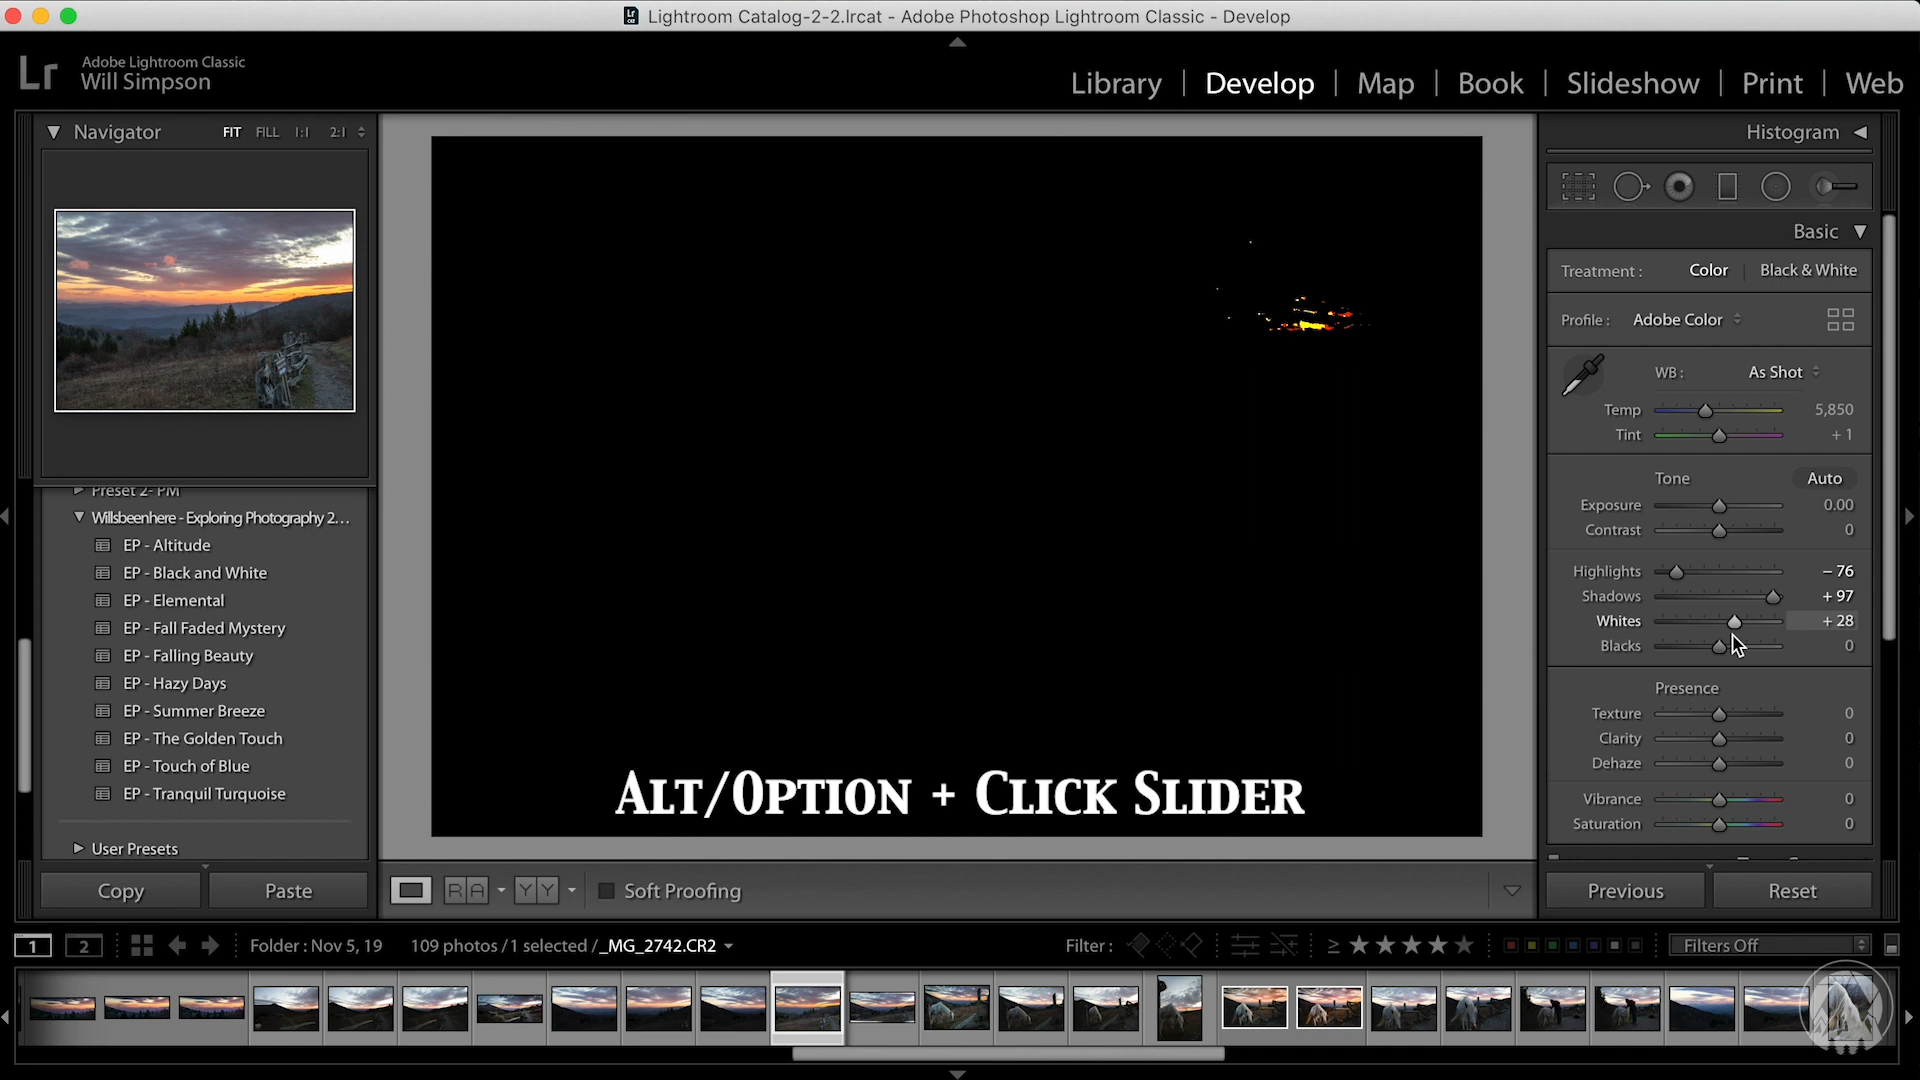 Lightroom Catalog-2-2.lrcat - Adobe Photoshop Lightroom Classic - Develop
Lr
Adobe Lightroom Classic
Will Simpson
Library | Develop | Map | Book | Slideshow | Print | Web
Navigator FIT FILL 1:1 2:1
Preset 2- PM
Willsbeenhere - Exploring Photography 2...
EP - Altitude
EP - Black and White
EP - Elemental
EP - Fall Faded Mystery
EP - Falling Beauty
EP - Hazy Days
EP - Summer Breeze
EP - The Golden Touch
EP - Touch of Blue
EP - Tranquil Turquoise
User Presets
Copy Paste
Alt/Option + Click Slider
R A Y Y Soft Proofing
Histogram
Basic
Treatment : Color Black & White
Profile : Adobe Color
WB : As Shot
Temp 5,850
Tint + 1
Tone Auto
Exposure 0.00
Contrast 0
Highlights – 76
Shadows + 97
Whites + 28
Blacks 0
Presence
Texture 0
Clarity 0
Dehaze 0
Vibrance 0
Saturation 0
Previous Reset
1 2 Folder : Nov 5, 19 109 photos / 1 selected / _MG_2742.CR2 Filter : ≥ ★★★★★ Filters Off